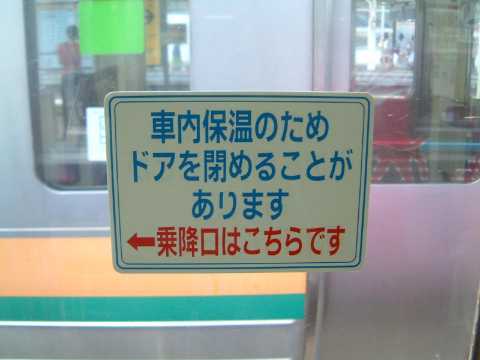 車内保温のため
ドアを閉めることが
あります
←乗降口はこちらです